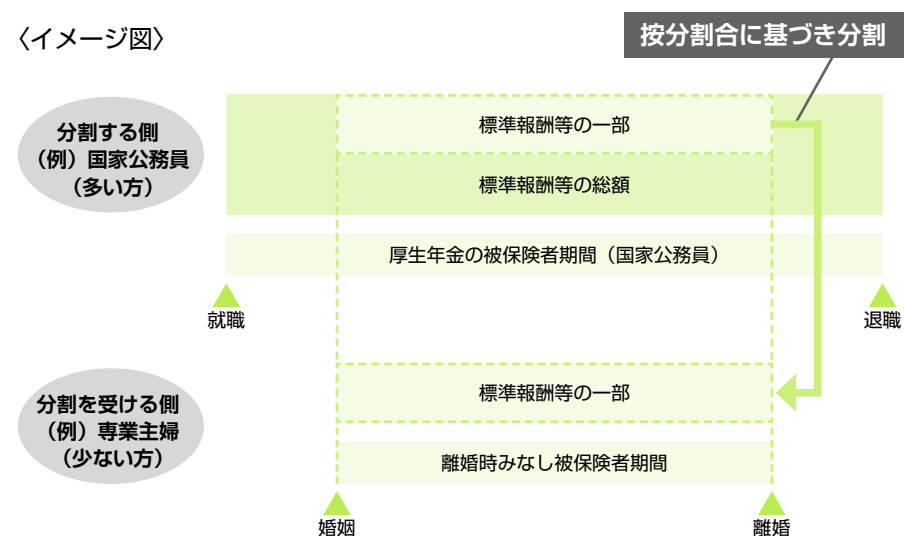 〈イメージ図〉
按分割合に基づき分割
分割する側
（例）国家公務員
（多い方）
標準報酬等の一部
標準報酬等の総額
厚生年金の被保険者期間（国家公務員）
就職
退職
分割を受ける側
（例）専業主婦
（少ない方）
標準報酬等の一部
離婚時みなし被保険者期間
婚姻
離婚